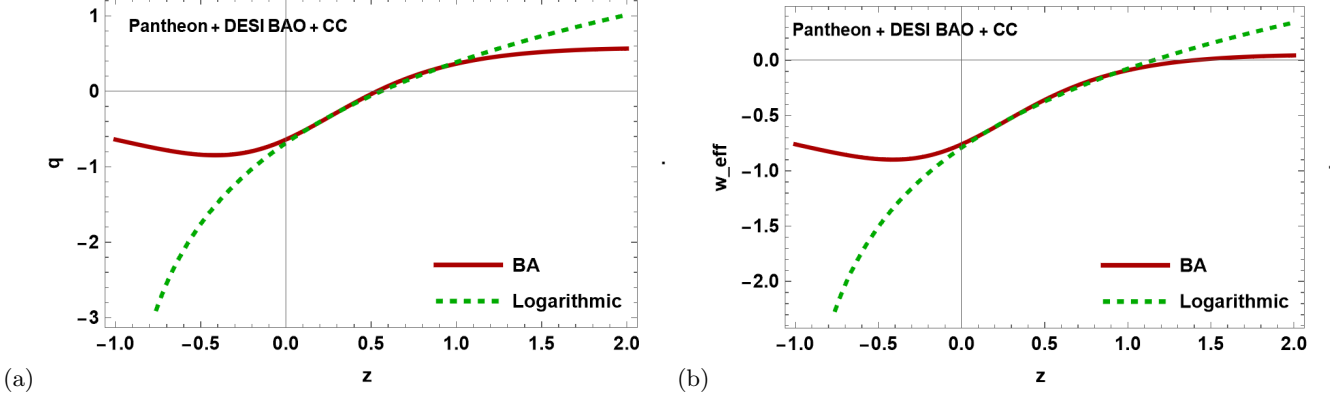 Pantheon + DESI BAO + CC
1
0
−1
−2
−3
q
BA
Logarithmic
−1.0 −0.5 0.0 0.5 1.0 1.5 2.0
z
(a)
Pantheon + DESI BAO + CC
0.0
−0.5
−1.0
−1.5
−2.0
w_eff
BA
Logarithmic
−1.0 −0.5 0.0 0.5 1.0 1.5 2.0
z
(b)